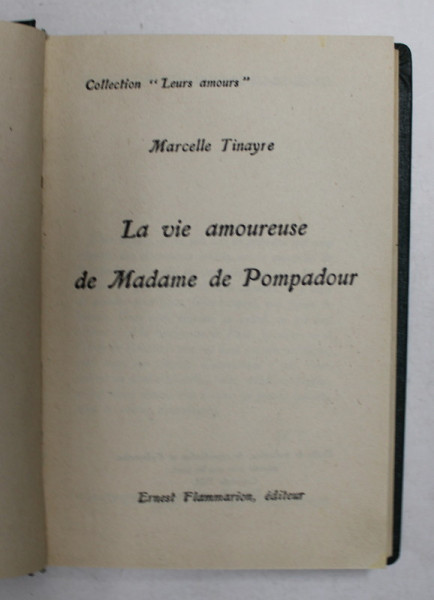 Collection "Leurs amours"
Marcelle Tinayre
La vie amoureuse
de Madame de Pompadour
Ernest Flammarion, éditeur